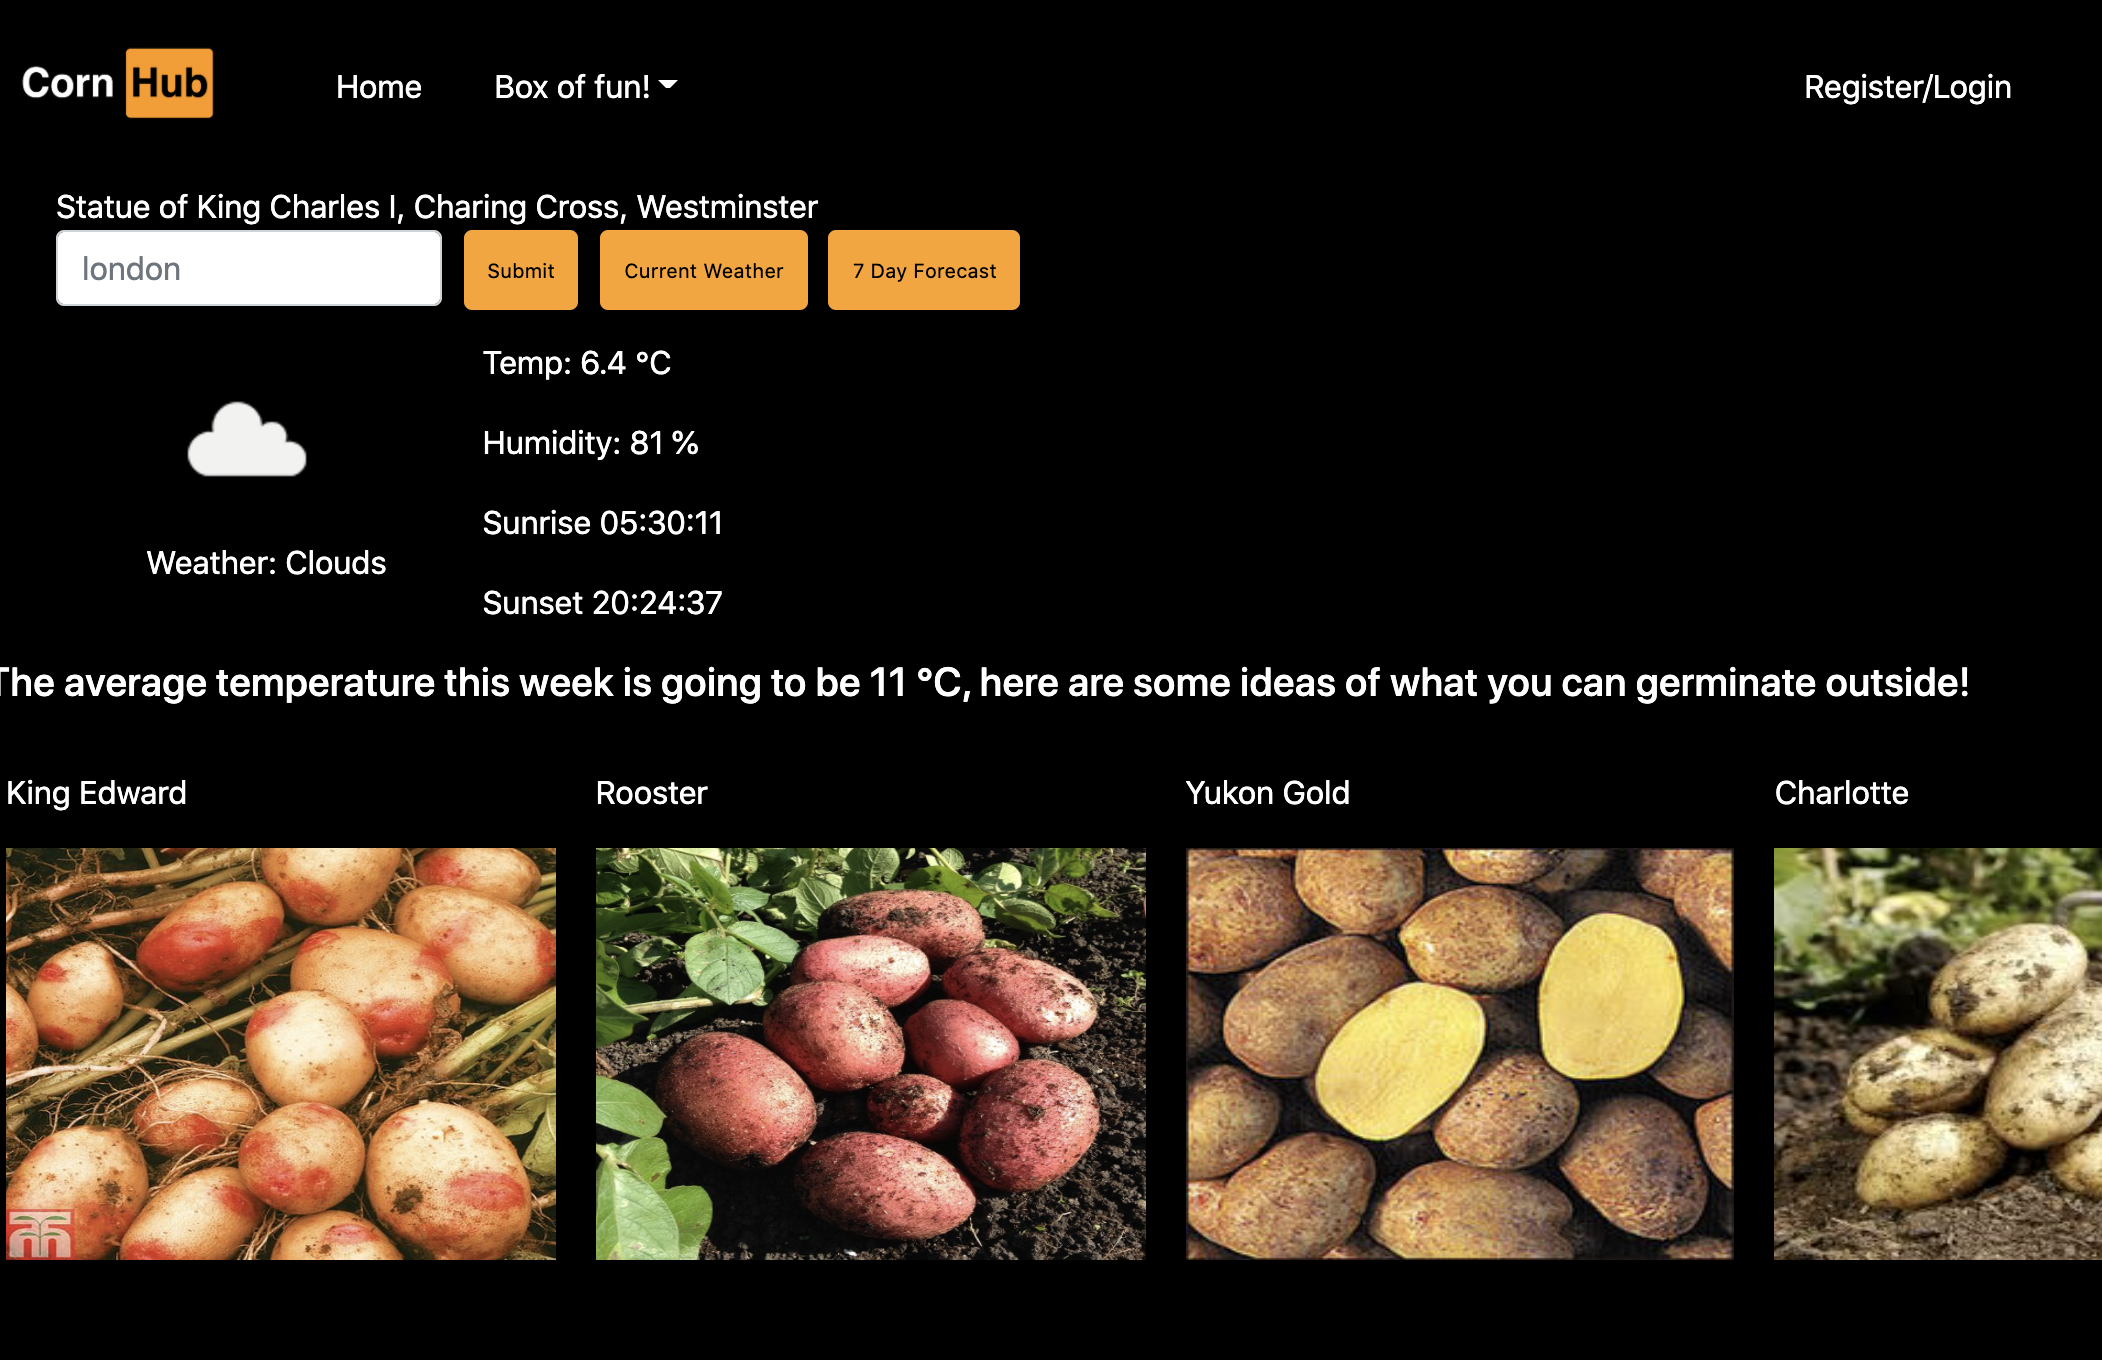 Corn Hub
Home
Box of fun!
Register/Login
Statue of King Charles I, Charing Cross, Westminster
london
Submit
Current Weather
7 Day Forecast
Temp: 6.4 °C
Humidity: 81 %
Sunrise 05:30:11
Weather: Clouds
Sunset 20:24:37
The average temperature this week is going to be 11 °C, here are some ideas of what you can germinate outside!
King Edward
Rooster
Yukon Gold
Charlotte